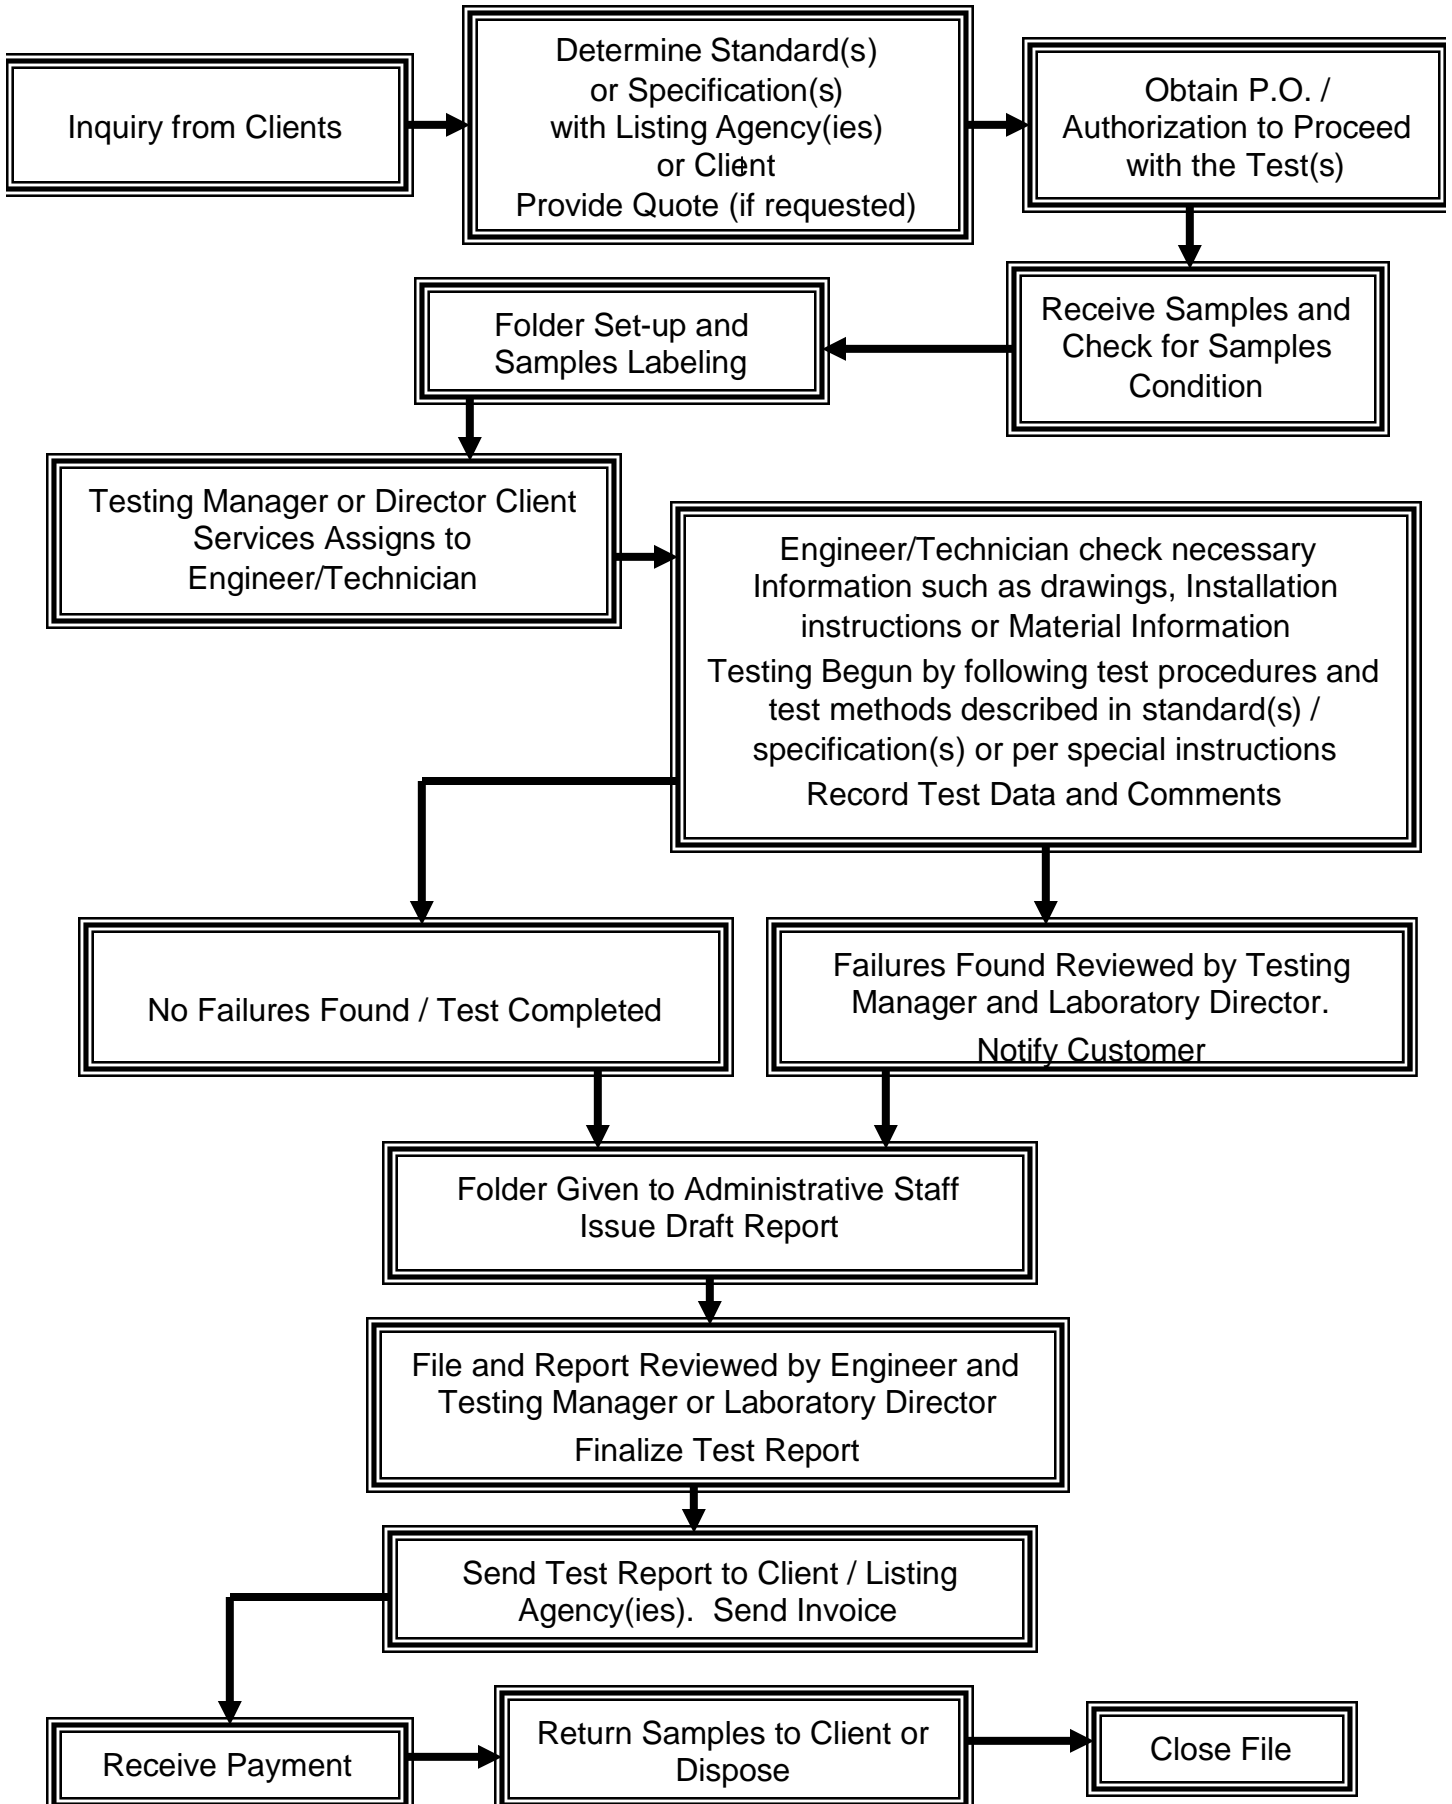 Inquiry from Clients
Determine Standard(s)
or Specification(s)
with Listing Agency(ies)
or Client
Provide Quote (if requested)
Obtain P.O. /
Authorization to Proceed
with the Test(s)
Receive Samples and
Check for Samples
Condition
Folder Set-up and
Samples Labeling
Testing Manager or Director Client
Services Assigns to
Engineer/Technician
Engineer/Technician check necessary
Information such as drawings, Installation
instructions or Material Information
Testing Begun by following test procedures and
test methods described in standard(s) /
specification(s) or per special instructions
Record Test Data and Comments
No Failures Found / Test Completed
Failures Found Reviewed by Testing
Manager and Laboratory Director.
Notify Customer
Folder Given to Administrative Staff
Issue Draft Report
File and Report Reviewed by Engineer and
Testing Manager or Laboratory Director
Finalize Test Report
Send Test Report to Client / Listing
Agency(ies).  Send Invoice
Receive Payment
Return Samples to Client or
Dispose
Close File